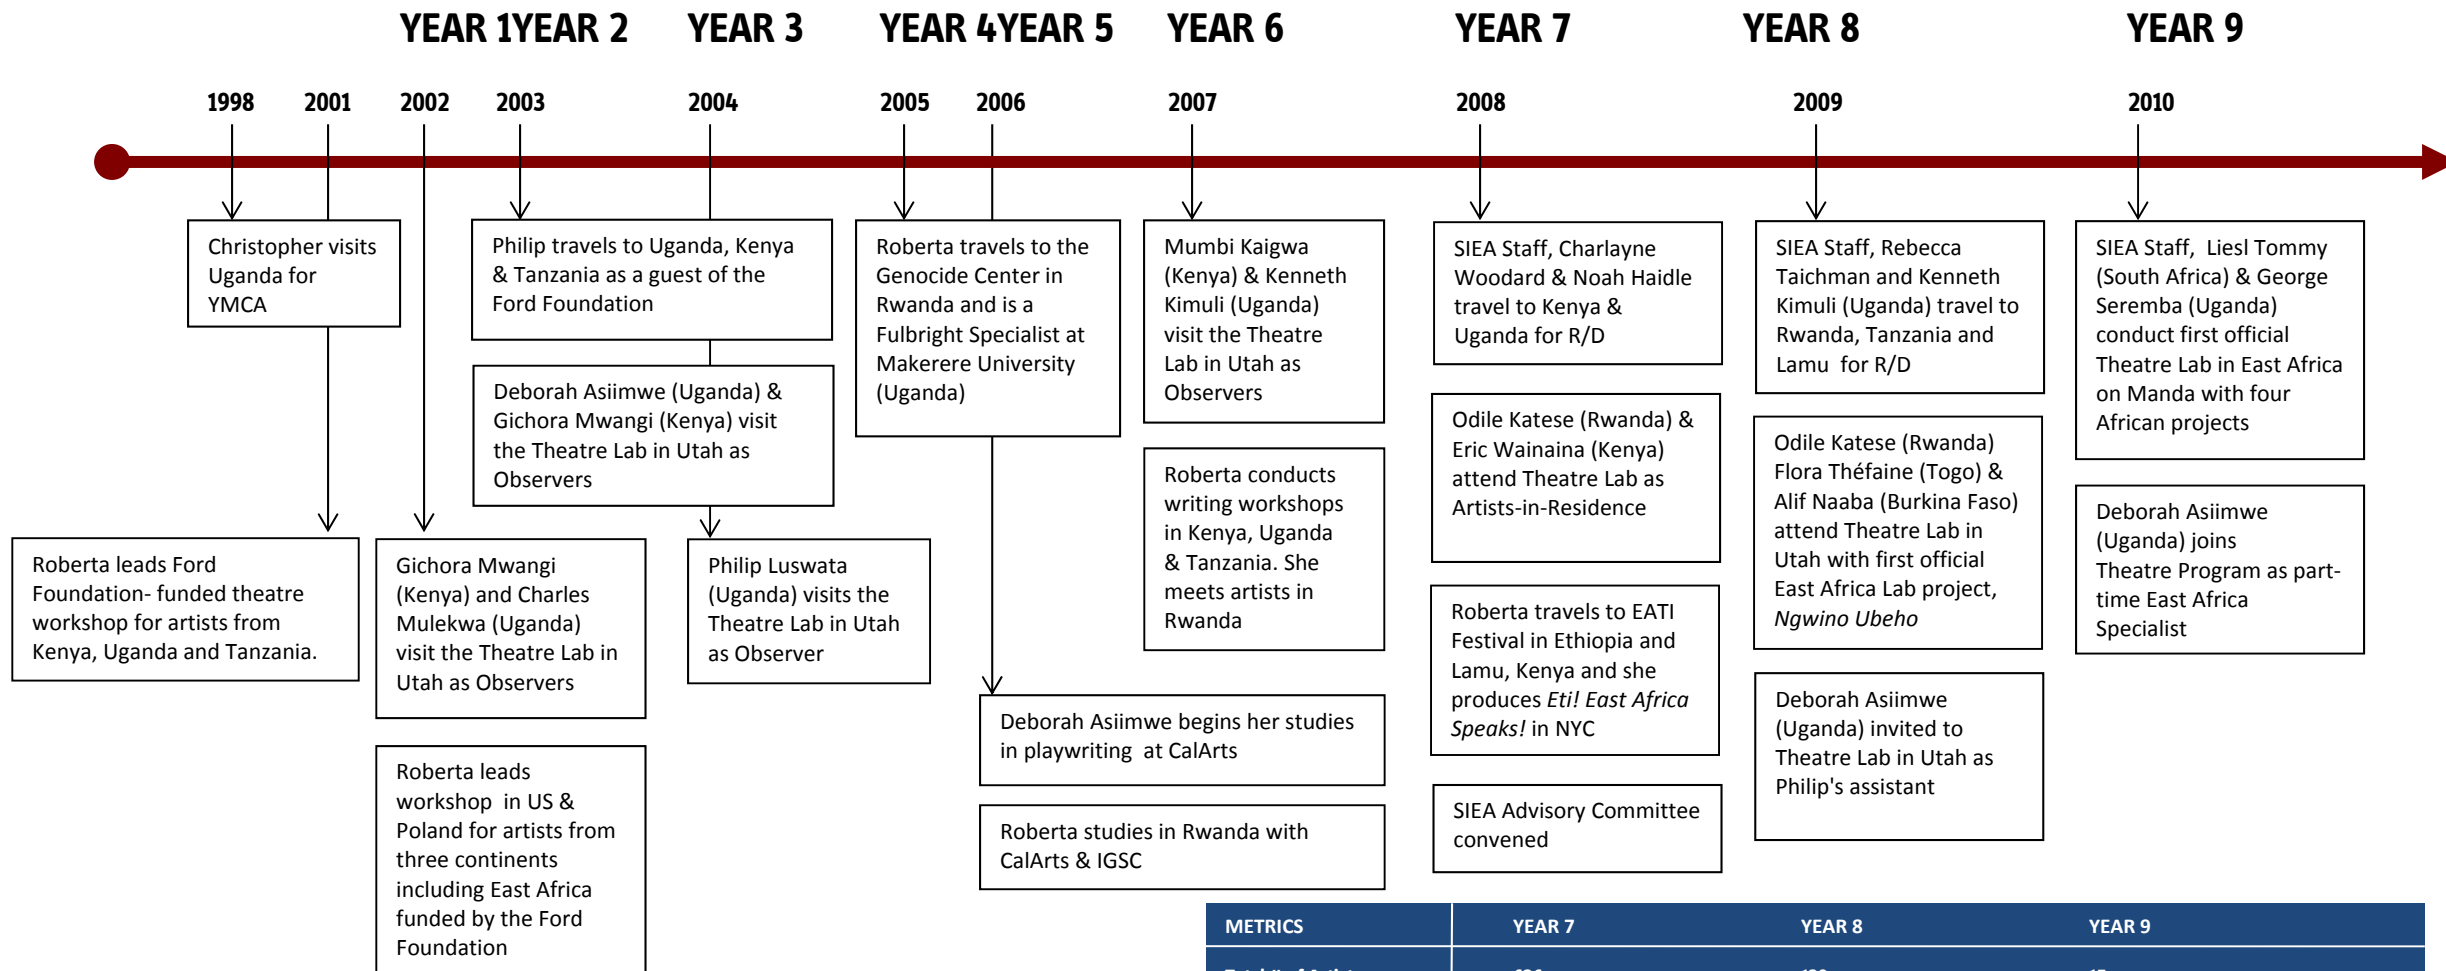 YEAR 1YEAR 2 YEAR 3 YEAR 4YEAR 5 YEAR 6 YEAR 7 YEAR 8 YEAR 9
1998 2001 2002 2003 2004 2005 2006 2007 2008 2009 2010
Christopher visits
Uganda for
YMCA
Roberta leads Ford
Foundation- funded theatre
workshop for artists from
Kenya, Uganda and Tanzania.
Gichora Mwangi
(Kenya) and Charles
Mulekwa (Uganda)
visit the Theatre Lab in
Utah as Observers
Roberta leads
workshop in US &
Poland for artists from
three continents
including East Africa
funded by the Ford
Foundation
Philip travels to Uganda, Kenya
& Tanzania as a guest of the
Ford Foundation
Deborah Asiimwe (Uganda) &
Gichora Mwangi (Kenya) visit
the Theatre Lab in Utah as
Observers
Philip Luswata
(Uganda) visits the
Theatre Lab in Utah
as Observer
Roberta travels to the
Genocide Center in
Rwanda and is a
Fulbright Specialist at
Makerere University
(Uganda)
Deborah Asiimwe begins her studies
in playwriting at CalArts
Roberta studies in Rwanda with
CalArts & IGSC
Mumbi Kaigwa
(Kenya) & Kenneth
Kimuli (Uganda)
visit the Theatre
Lab in Utah as
Observers
Roberta conducts
writing workshops
in Kenya, Uganda
& Tanzania. She
meets artists in
Rwanda
SIEA Staff, Charlayne
Woodard & Noah Haidle
travel to Kenya &
Uganda for R/D
Odile Katese (Rwanda) &
Eric Wainaina (Kenya)
attend Theatre Lab as
Artists-in-Residence
Roberta travels to EATI
Festival in Ethiopia and
Lamu, Kenya and she
produces Eti! East Africa
Speaks! in NYC
SIEA Advisory Committee
convened
SIEA Staff, Rebecca
Taichman and Kenneth
Kimuli (Uganda) travel to
Rwanda, Tanzania and
Lamu for R/D
Odile Katese (Rwanda)
Flora Théfaine (Togo) &
Alif Naaba (Burkina Faso)
attend Theatre Lab in
Utah with first official
East Africa Lab project,
Ngwino Ubeho
Deborah Asiimwe
(Uganda) invited to
Theatre Lab in Utah as
Philip's assistant
SIEA Staff, Liesl Tommy
(South Africa) & George
Seremba (Uganda)
conduct first official
Theatre Lab in East Africa
on Manda with four
African projects
Deborah Asiimwe
(Uganda) joins
Theatre Program as part-
time East Africa
Specialist
METRICS YEAR 7 YEAR 8 YEAR 9